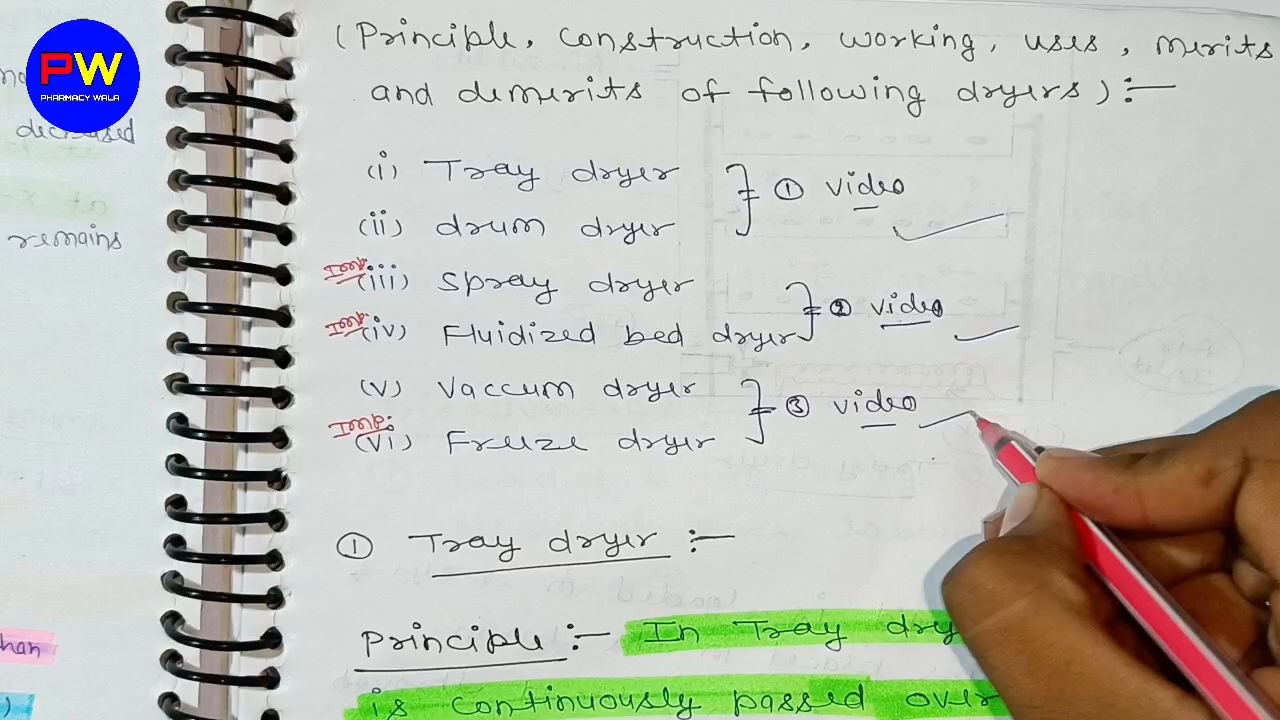 PW
PHARMACY WALA
decreased
remains
han
(Principle, construction, working, uses, merits
and demerits of following dryers) :-
(i) Tray dryer
(ii) drum dryer
} ① video
Imp. (iii) Spray dryer
Imp. (iv) Fluidized bed dryer
} ② video
(v) Vaccum dryer
Imp. (vi) Freeze dryer
} ③ video
① Tray dryer :-
Principle :- In Tray dry
is continuously passed over